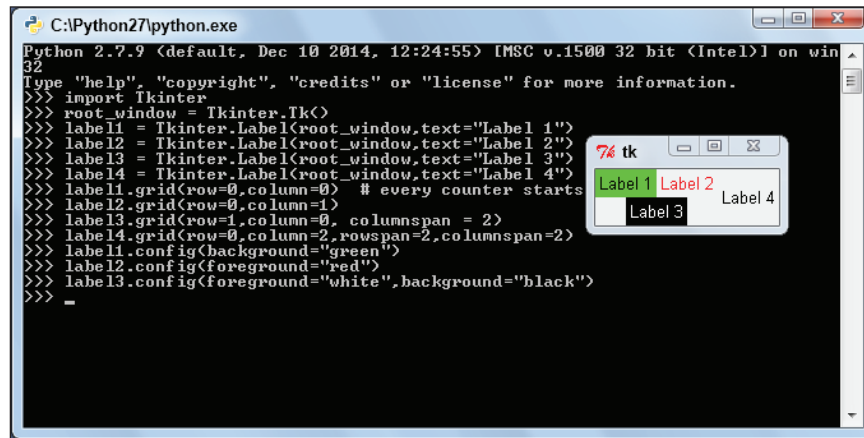 C:\Python27\python.exe
Python 2.7.9 (default, Dec 10 2014, 12:24:55) [MSC v.1500 32 bit (Intel)] on win
32
Type "help", "copyright", "credits" or "license" for more information.
>>> import Tkinter
>>> root_window = Tkinter.Tk()
>>> label1 = Tkinter.Label(root_window,text="Label 1")
>>> label2 = Tkinter.Label(root_window,text="Label 2")
>>> label3 = Tkinter.Label(root_window,text="Label 3")
>>> label4 = Tkinter.Label(root_window,text="Label 4")
>>> label1.grid(row=0,column=0)  # every counter starts
>>> label2.grid(row=0,column=1)
>>> label3.grid(row=1,column=0, columnspan = 2)
>>> label4.grid(row=0,column=2,rowspan=2,columnspan=2)
>>> label1.config(background="green")
>>> label2.config(foreground="red")
>>> label3.config(foreground="white",background="black")
>>> _
tk
Label 1 Label 2
Label 4
Label 3